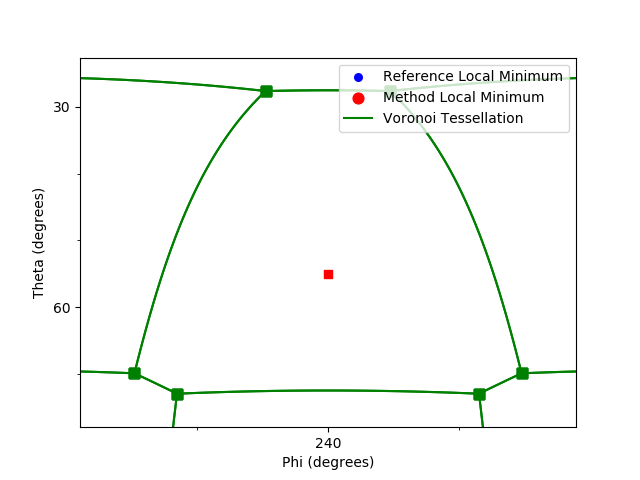 Reference Local Minimum
Method Local Minimum
Voronoi Tessellation
30
60
Theta (degrees)
240
Phi (degrees)